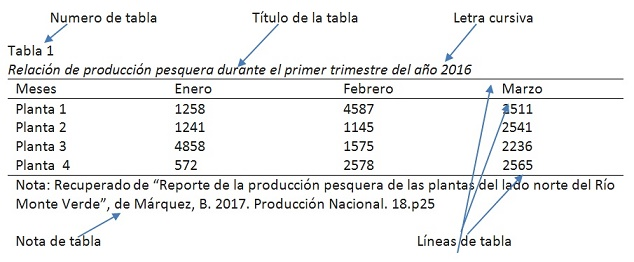 Numero de tabla Título de la tabla Letra cursiva
Tabla 1
Relación de producción pesquera durante el primer trimestre del año 2016
Meses Enero Febrero Marzo
Planta 1 1258 4587 3511
Planta 2 1241 1145 2541
Planta 3 4858 1575 2236
Planta 4 572 2578 2565
Nota: Recuperado de “Reporte de la producción pesquera de las plantas del lado norte del Río
Monte Verde”, de Márquez, B. 2017. Producción Nacional. 18.p25
Nota de tabla Líneas de tabla